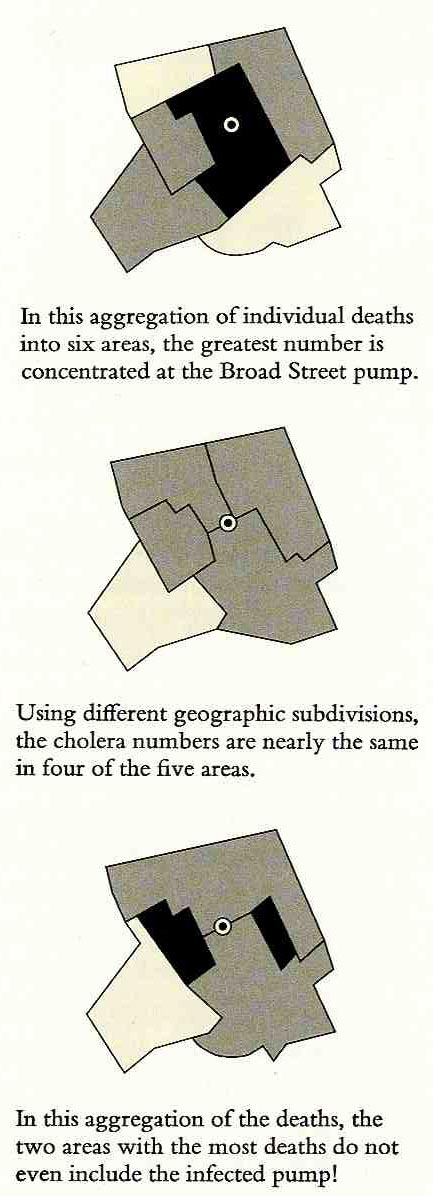 In this aggregation of individual deaths
into six areas, the greatest number is
concentrated at the Broad Street pump.
Using different geographic subdivisions,
the cholera numbers are nearly the same
in four of the five areas.
In this aggregation of the deaths, the
two areas with the most deaths do not
even include the infected pump!